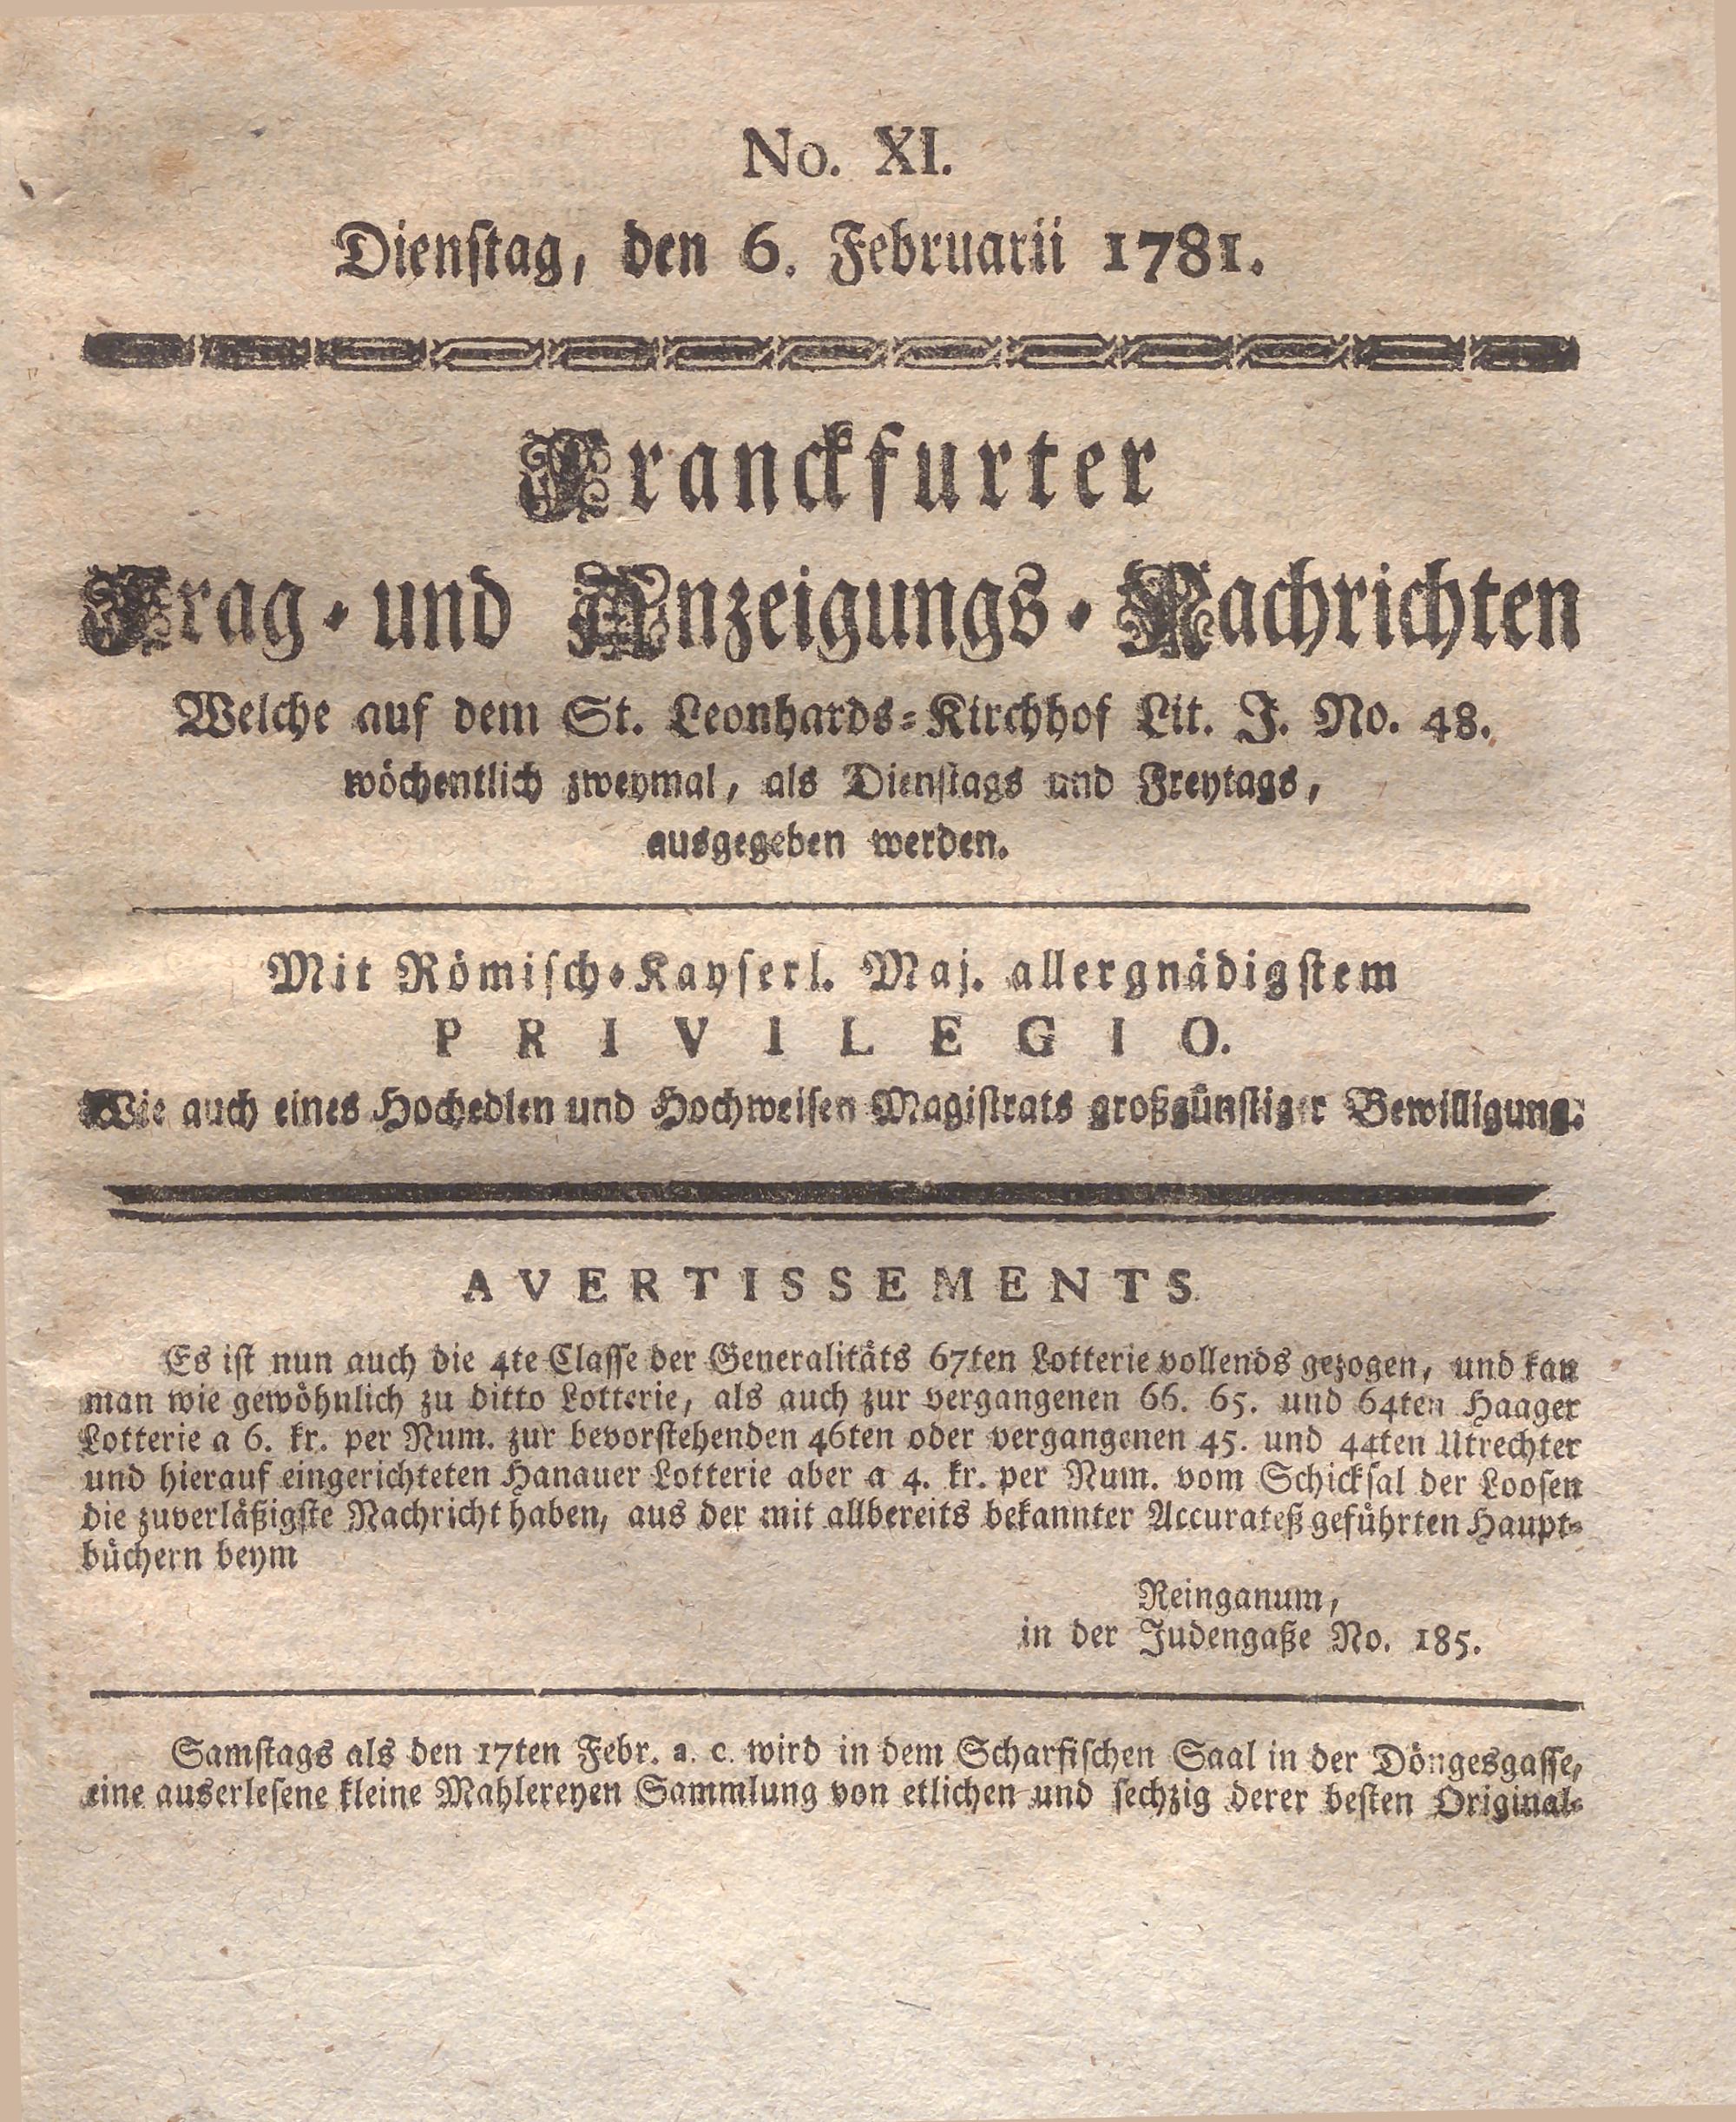 No. XI.
Dienstag, den 6. Februarii 1781.
Franckfurter
Frag- und Anzeigungs-Nachrichten
Welche auf dem St. Leonhards-Kirchhof Lit. J. No. 48.
wöchentlich zweymal, als Dienstags und Freytags,
ausgegeben werden.
Mit Römisch-Kayserl. Maj. allergnädigstem
PRIVILEGIO.
Wie auch eines Hochedlen und Hochweisen Magistrats großgünstiger Bewilligung.
AVERTISSEMENTS.
Es ist nun auch die 4te Classe der Generalitäts 67ten Lotterie vollends gezogen, und kan
man wie gewöhnlich zu ditto Lotterie, als auch zur vergangenen 66. 65. und 64ten Haager
Lotterie a 6. kr. per Num. zur bevorstehenden 46ten oder vergangenen 45. und 44ten Utrechter
und hierauf eingerichteten Hanauer Lotterie aber a 4. kr. per Num. vom Schicksal der Loosen
die zuverläßigste Nachricht haben, aus der mit allbereits bekannter Accurateß geführten Haupt-
büchern beym
Reinganum,
in der Judengaße No. 185.
Samstags als den 17ten Febr. a. c. wird in dem Scharfischen Saal in der Döngesgasse,
eine auserlesene kleine Mahlereyen Sammlung von etlichen und sechzig derer besten Original-